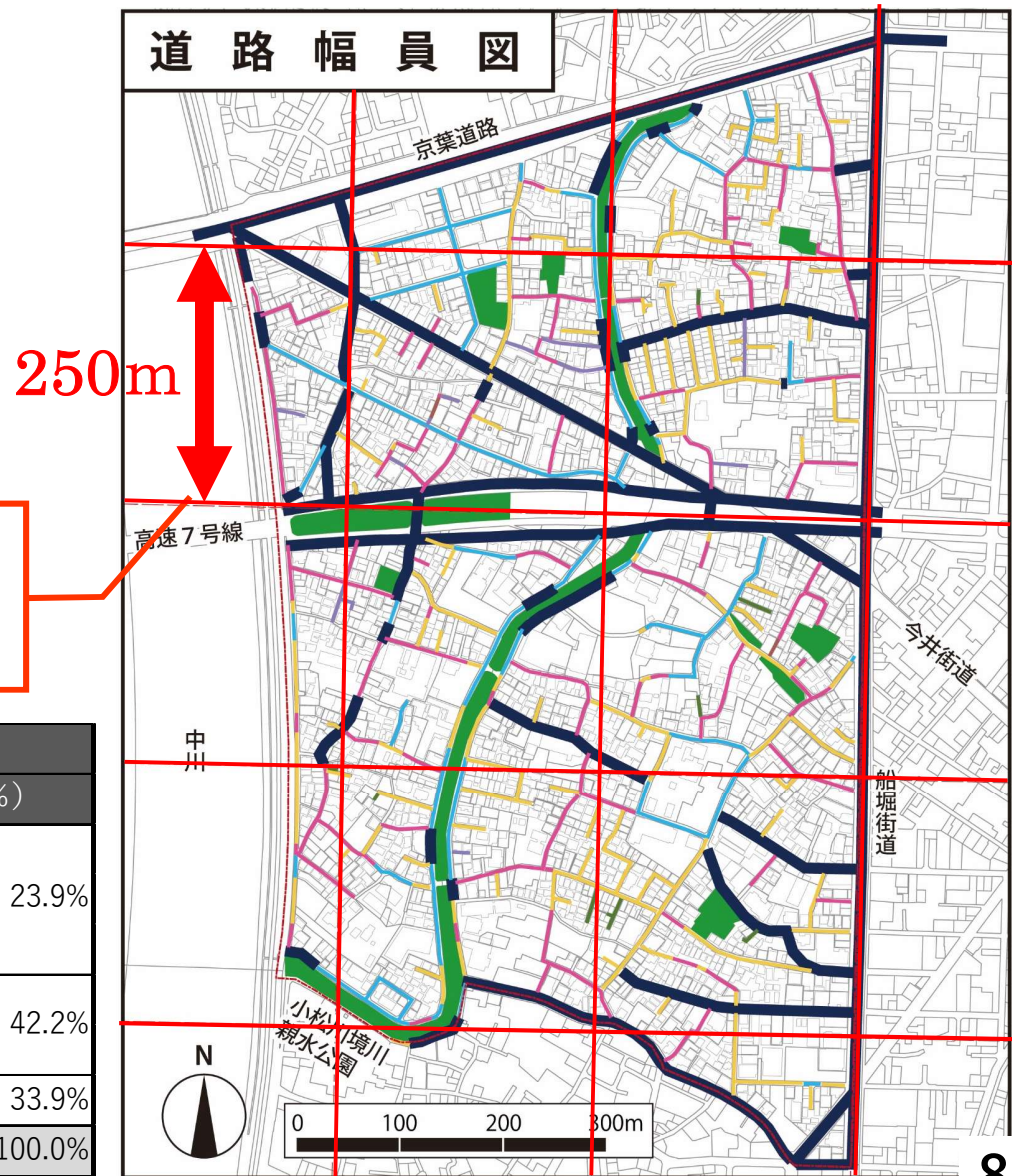 道路幅員図
京葉道路
250m
高速7号線
今井街道
中川
船堀街道
%)
23.9%
42.2%
33.9%
100.0%
小松川境川
親水公園
N
0 100 200 300m
8